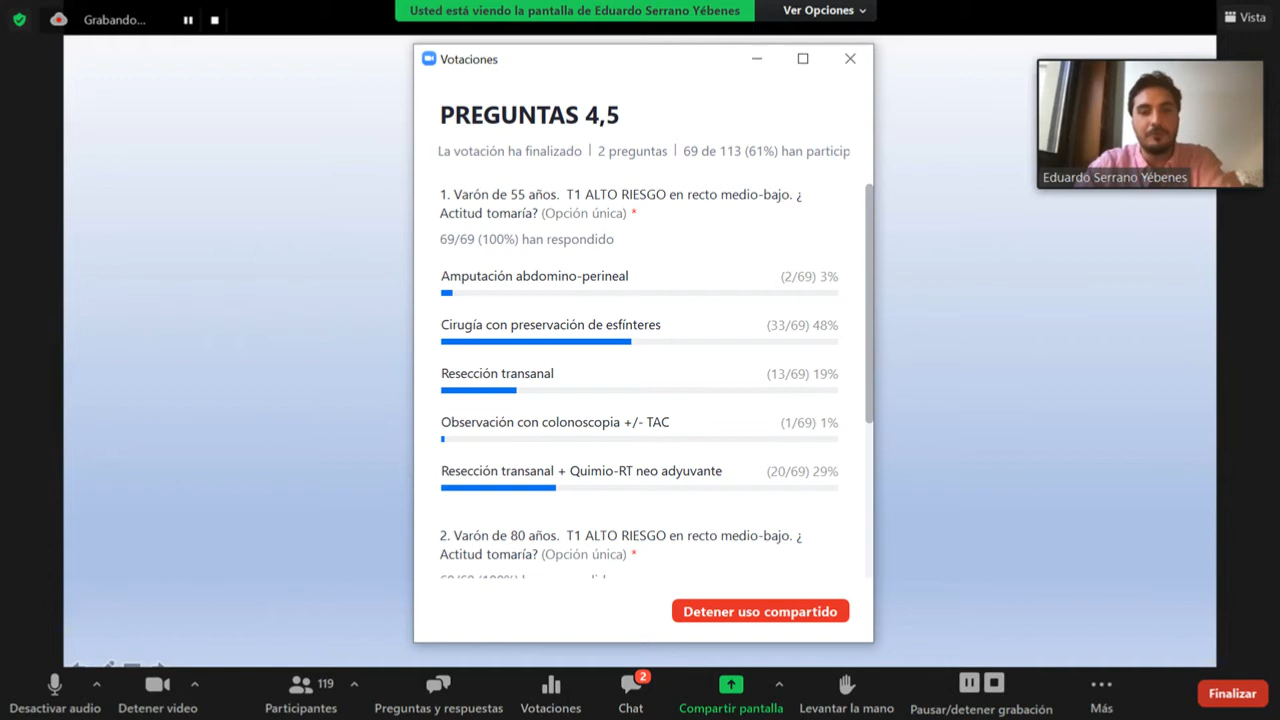 Grabando...
Usted está viendo la pantalla de Eduardo Serrano Yébenes
Ver Opciones
Vista
Votaciones
PREGUNTAS 4,5
La votación ha finalizado | 2 preguntas | 69 de 113 (61%) han particip
1. Varón de 55 años.  T1 ALTO RIESGO en recto medio-bajo. ¿
Actitud tomaría? (Opción única) *
69/69 (100%) han respondido
Amputación abdomino-perineal (2/69) 3%
Cirugía con preservación de esfínteres (33/69) 48%
Resección transanal (13/69) 19%
Observación con colonoscopia +/- TAC (1/69) 1%
Resección transanal + Quimio-RT neo adyuvante (20/69) 29%
2. Varón de 80 años.  T1 ALTO RIESGO en recto medio-bajo. ¿
Actitud tomaría? (Opción única) *
Detener uso compartido
Eduardo Serrano Yébenes
119
2
Desactivar audio
Detener video
Participantes
Preguntas y respuestas
Votaciones
Chat
Compartir pantalla
Levantar la mano
Pausar/detener grabación
Más
Finalizar